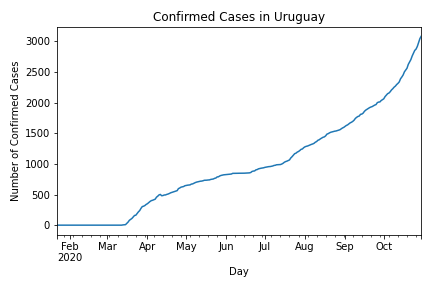 Confirmed Cases in Uruguay
Number of Confirmed Cases
3000
2500
2000
1500
1000
500
0
Feb Mar Apr May Jun Jul Aug Sep Oct
2020
Day